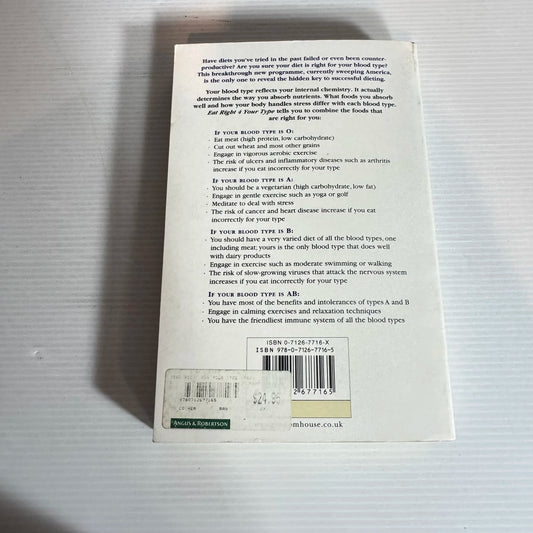 Have diets you've tried in the past failed or even been counter-
productive? Are you sure your diet is right for your blood type?
This breakthrough new programme, currently sweeping America,
is the only one to reveal the hidden key to successful dieting.
Your blood type reflects your internal chemistry. It actually
determines the way you absorb nutrients. What foods you absorb
well and how your body handles stress differ with each blood type.
Eat Right 4 Your Type tells you to combine the foods that
are right for you:
IF YOUR BLOOD TYPE IS O:
· Eat meat (high protein, low carbohydrate)
· Cut out wheat and most other grains
· Engage in vigorous aerobic exercise
· The risk of ulcers and inflammatory diseases such as arthritis
increase if you eat incorrectly for your type
IF YOUR BLOOD TYPE IS A:
· You should be a vegetarian (high carbohydrate, low fat)
· Engage in gentle exercise such as yoga or golf
· Meditate to deal with stress
· The risk of cancer and heart disease increase if you eat
incorrectly for your type
IF YOUR BLOOD TYPE IS B:
· You should have a very varied diet of all the blood types, one
including meat; yours is the only blood type that does well
with dairy products
· Engage in exercise such as moderate swimming or walking
· The risk of slow-growing viruses that attack the nervous system
increases if you eat incorrectly for your type
IF YOUR BLOOD TYPE IS AB:
· You have most of the benefits and intolerances of types A and B
· Engage in calming exercises and relaxation techniques
· You have the friendliest immune system of all the blood types
ISBN 0-7126-7716-X
ISBN 978-0-7126-7716-5
2 677165
$24.95
9780712677165
ANGUS & ROBERTSON
omhouse.co.uk